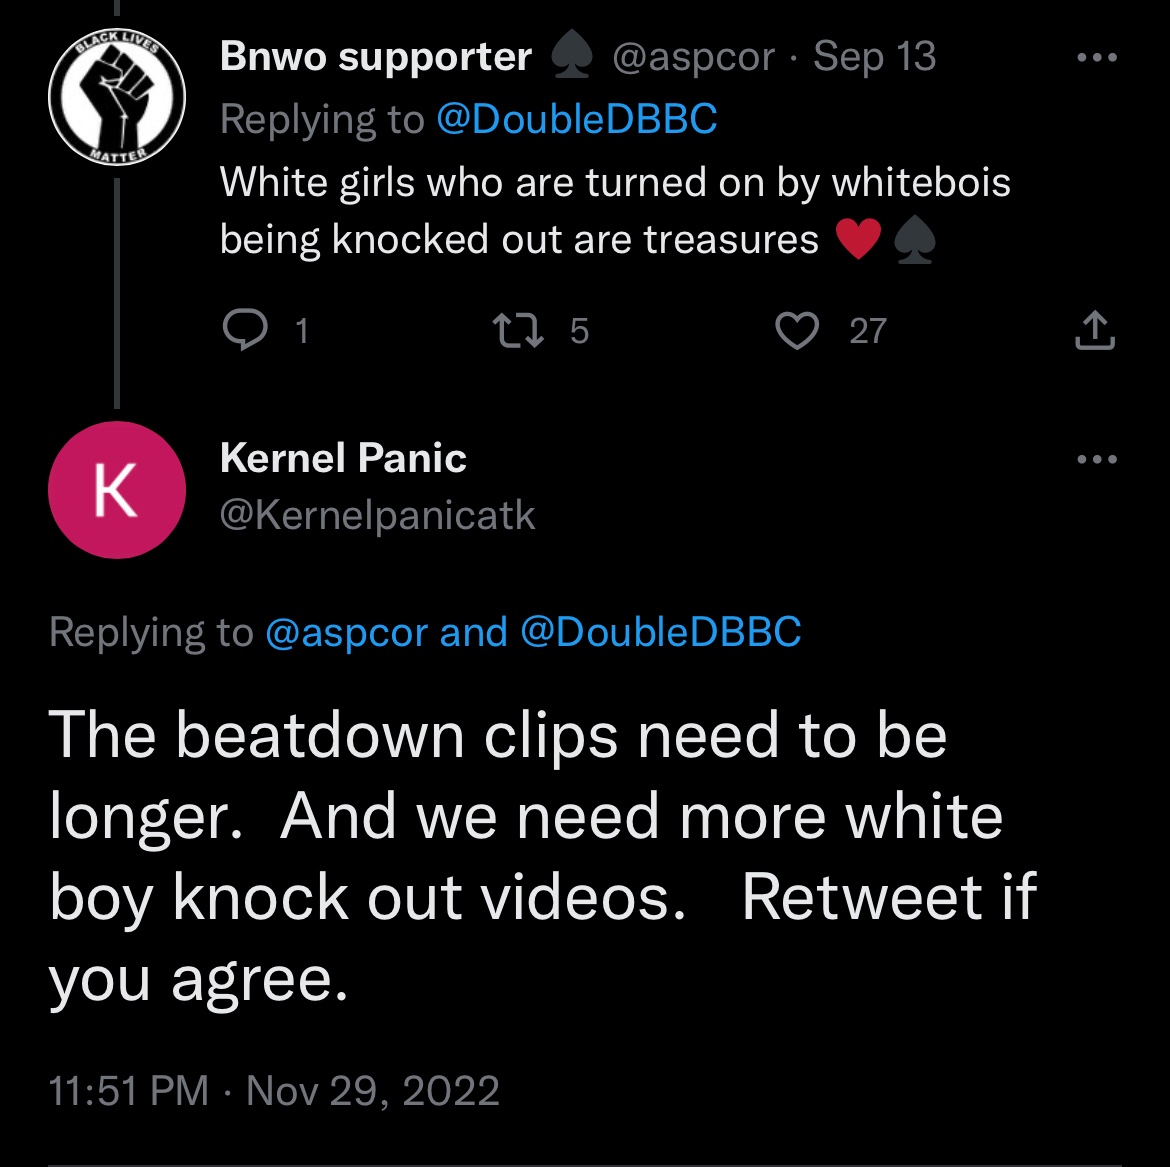 BLACK LIVES
MATTER
Bnwo supporter ♠️ @aspcor · Sep 13
Replying to @DoubleDBBC
White girls who are turned on by whitebois
being knocked out are treasures ❤️♠️
1 5 27
K
Kernel Panic
@Kernelpanicatk
Replying to @aspcor and @DoubleDBBC
The beatdown clips need to be
longer.  And we need more white
boy knock out videos.   Retweet if
you agree.
11:51 PM · Nov 29, 2022